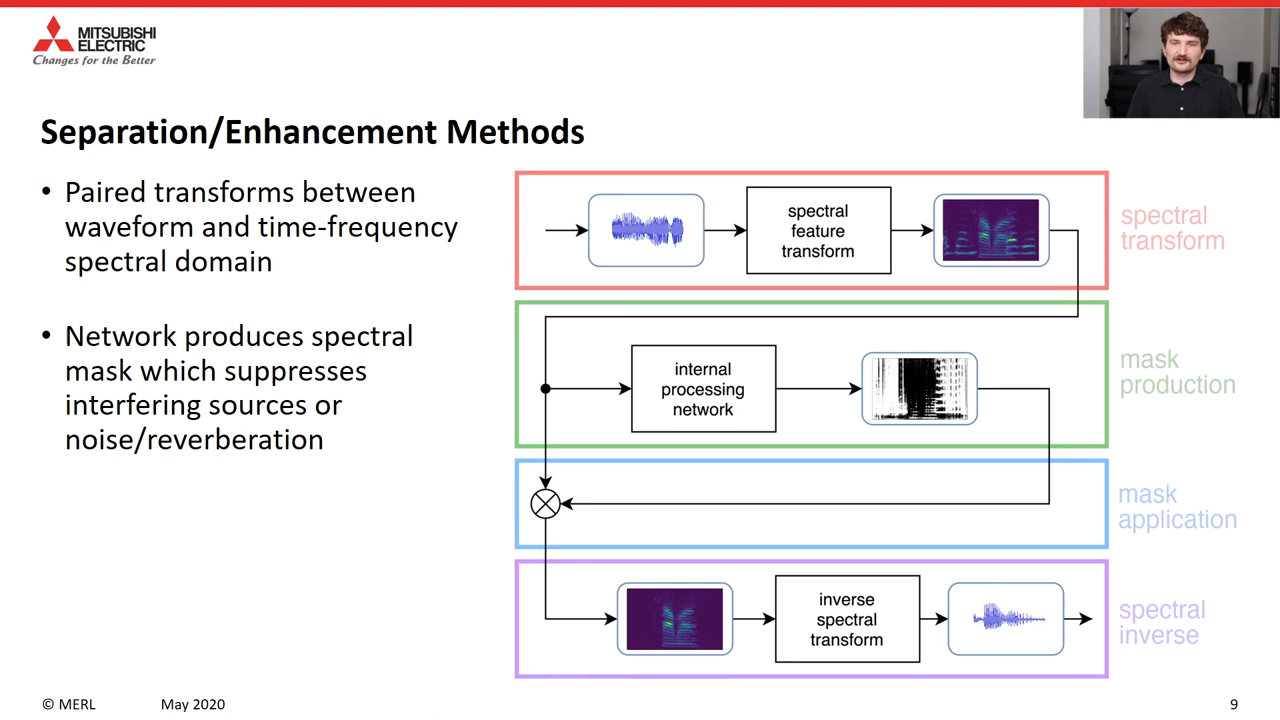 MITSUBISHI
ELECTRIC
Changes for the Better
Separation/Enhancement Methods
• Paired transforms between
waveform and time-frequency
spectral domain
• Network produces spectral
mask which suppresses
interfering sources or
noise/reverberation
spectral
feature
transform
spectral
transform
internal
processing
network
mask
production
mask
application
inverse
spectral
transform
spectral
inverse
© MERL
May 2020
9